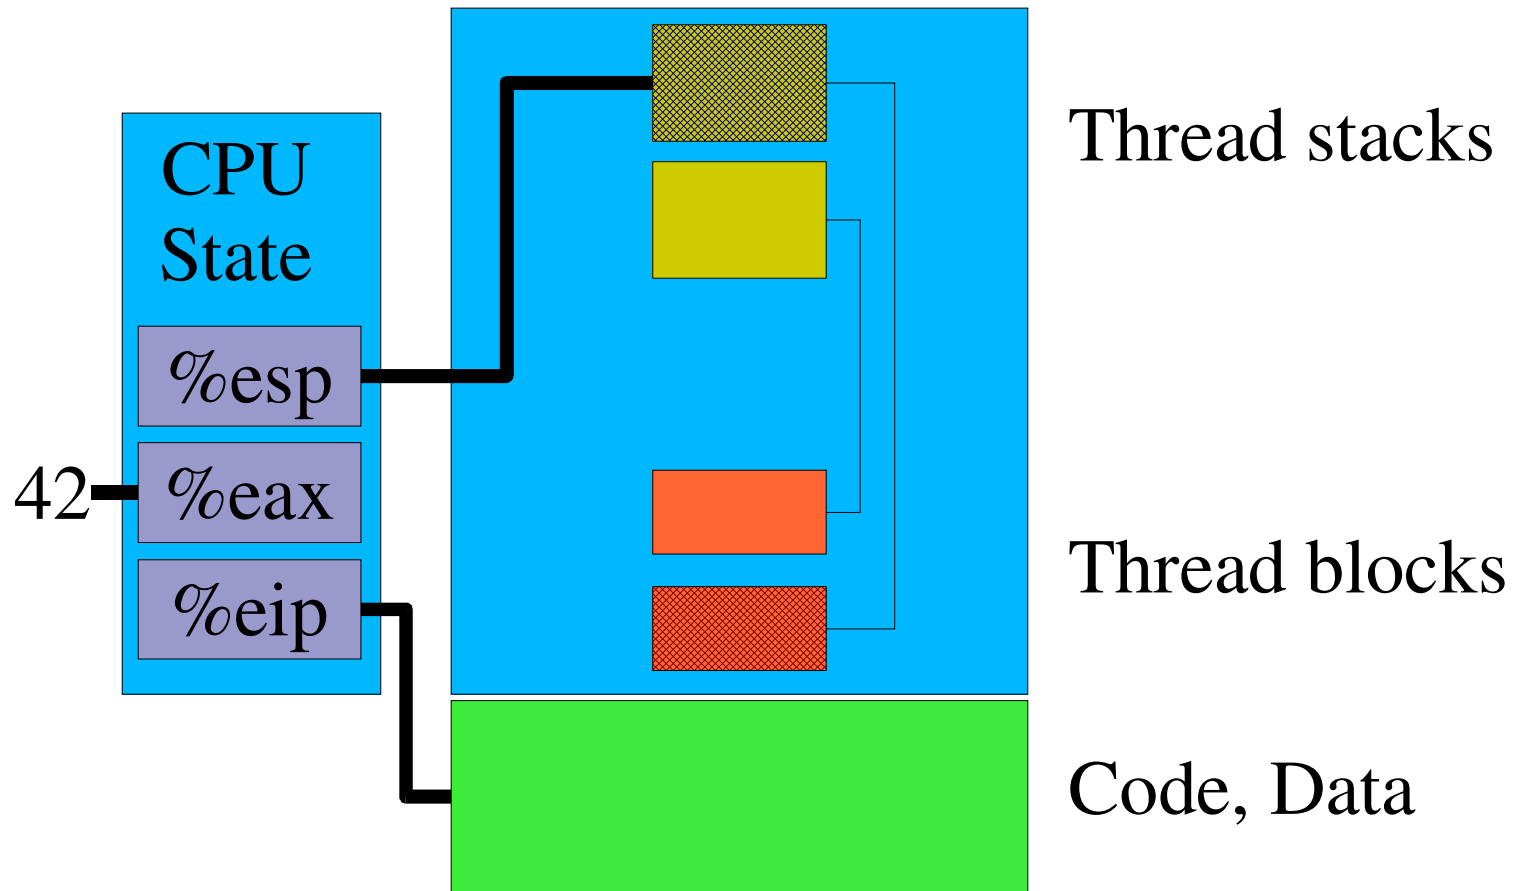 CPU
State
%esp
42
%eax
%eip
Thread stacks
Thread blocks
Code, Data